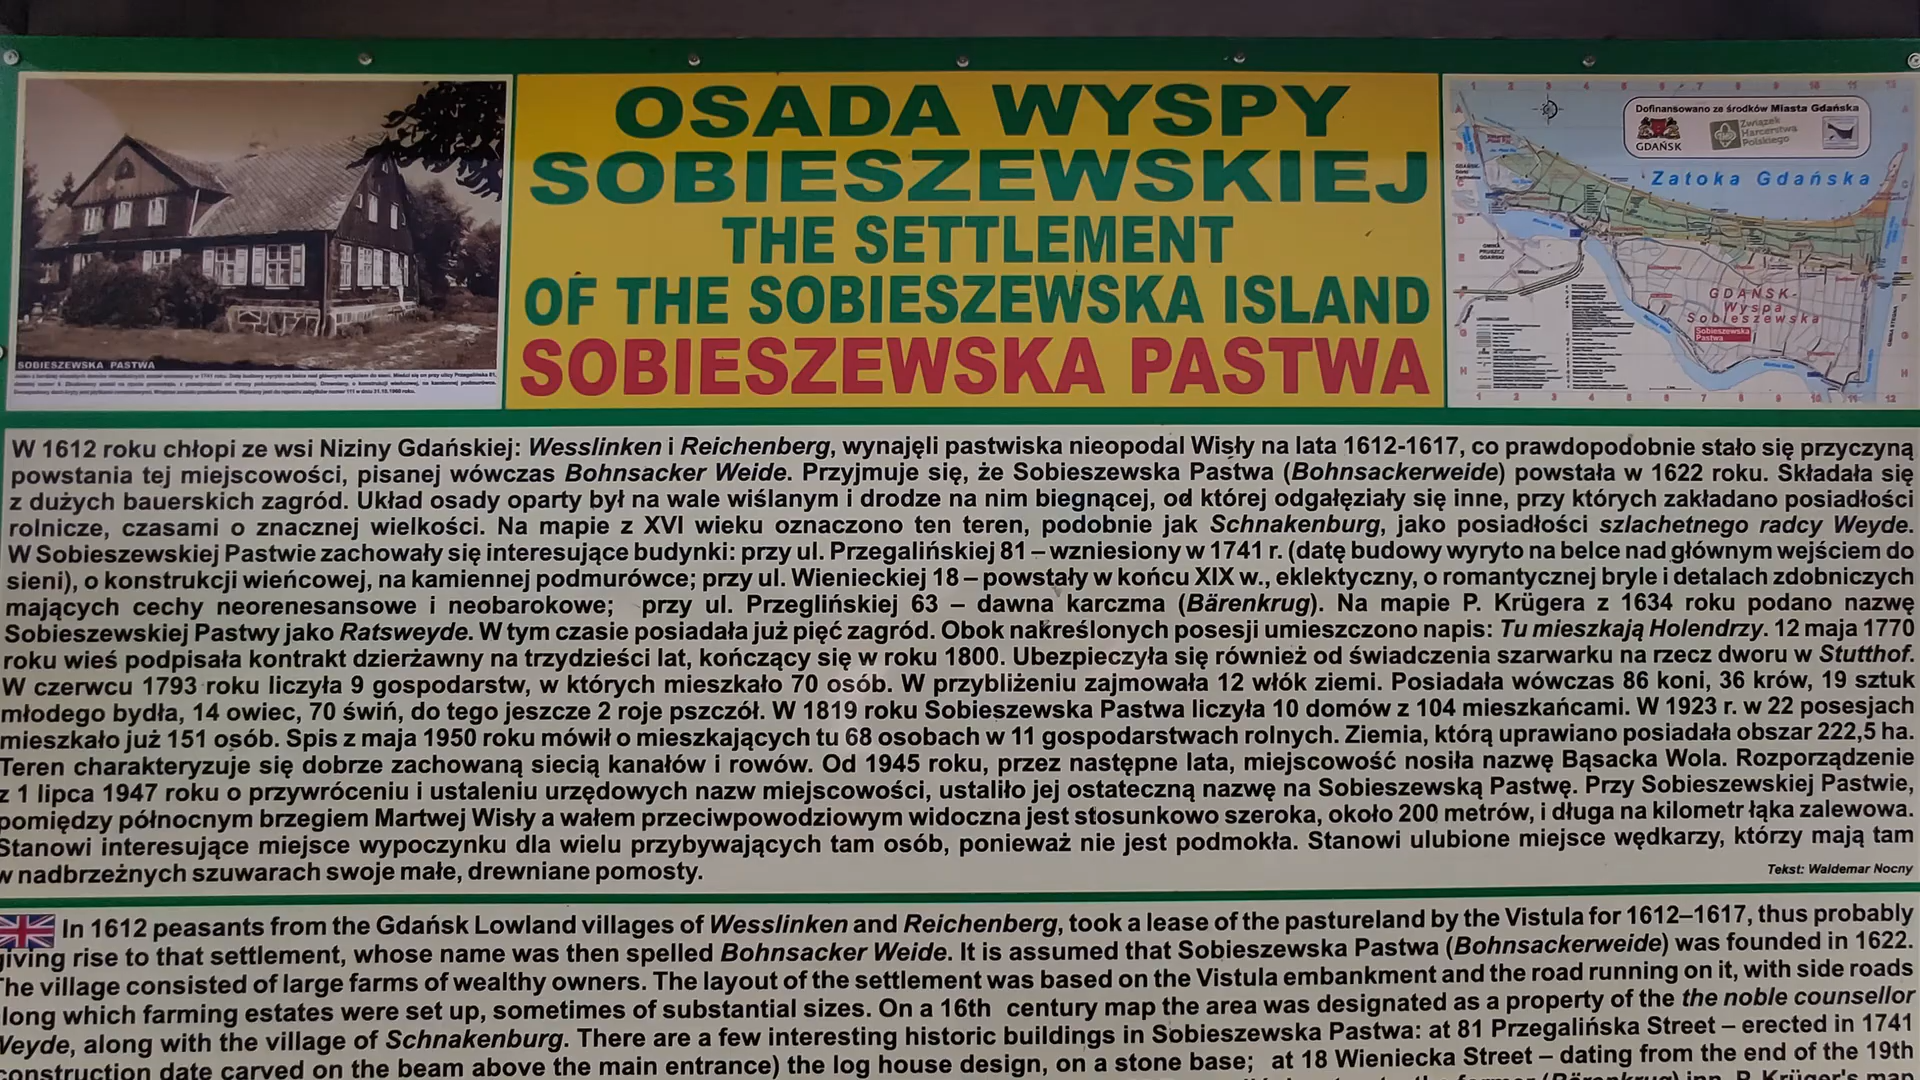 OSADA WYSPY
SOBIESZEWSKIEJ
THE SETTLEMENT
OF THE SOBIESZEWSKA ISLAND
SOBIESZEWSKA PASTWA
SOBIESZEWSKA PASTWA
Dofinansowano ze środków Miasta Gdańska
GDAŃSK
Związek
Harcerstwa
Polskiego
Zatoka Gdańska
GDAŃSK-
Wyspa
Sobieszewska
Sobieszewska
Pastwa
W 1612 roku chłopi ze wsi Niziny Gdańskiej: Wesslinken i Reichenberg, wynajęli pastwiska nieopodal Wisły na lata 1612-1617, co prawdopodobnie stało się przyczyną
powstania tej miejscowości, pisanej wówczas Bohnsacker Weide. Przyjmuje się, że Sobieszewska Pastwa (Bohnsackerweide) powstała w 1622 roku. Składała się
z dużych bauerskich zagród. Układ osady oparty był na wale wiślanym i drodze na nim biegnącej, od której odgałęziały się inne, przy których zakładano posiadłości
rolnicze, czasami o znacznej wielkości. Na mapie z XVI wieku oznaczono ten teren, podobnie jak Schnakenburg, jako posiadłości szlachetnego radcy Weyde.
W Sobieszewskiej Pastwie zachowały się interesujące budynki: przy ul. Przegalińskiej 81 – wzniesiony w 1741 r. (datę budowy wyryto na belce nad głównym wejściem do
sieni), o konstrukcji wieńcowej, na kamiennej podmurówce; przy ul. Wienieckiej 18 – powstały w końcu XIX w., eklektyczny, o romantycznej bryle i detalach zdobniczych
mających cechy neorenesansowe i neobarokowe; przy ul. Przeglińskiej 63 – dawna karczma (Bärenkrug). Na mapie P. Krügera z 1634 roku podano nazwę
Sobieszewskiej Pastwy jako Ratsweyde. W tym czasie posiadała już pięć zagród. Obok nakreślonych posesji umieszczono napis: Tu mieszkają Holendrzy. 12 maja 1770
roku wieś podpisała kontrakt dzierżawny na trzydzieści lat, kończący się w roku 1800. Ubezpieczyła się również od świadczenia szarwarku na rzecz dworu w Stutthof.
W czerwcu 1793 roku liczyła 9 gospodarstw, w których mieszkało 70 osób. W przybliżeniu zajmowała 12 włók ziemi. Posiadała wówczas 86 koni, 36 krów, 19 sztuk
młodego bydła, 14 owiec, 70 świń, do tego jeszcze 2 roje pszczół. W 1819 roku Sobieszewska Pastwa liczyła 10 domów z 104 mieszkańcami. W 1923 r. w 22 posesjach
mieszkało już 151 osób. Spis z maja 1950 roku mówił o mieszkających tu 68 osobach w 11 gospodarstwach rolnych. Ziemia, którą uprawiano posiadała obszar 222,5 ha.
Teren charakteryzuje się dobrze zachowaną siecią kanałów i rowów. Od 1945 roku, przez następne lata, miejscowość nosiła nazwę Bąsacka Wola. Rozporządzenie
z 1 lipca 1947 roku o przywróceniu i ustaleniu urzędowych nazw miejscowości, ustaliło jej ostateczną nazwę na Sobieszewską Pastwę. Przy Sobieszewskiej Pastwie,
pomiędzy północnym brzegiem Martwej Wisły a wałem przeciwpowodziowym widoczna jest stosunkowo szeroka, około 200 metrów, i długa na kilometr łąka zalewowa.
Stanowi interesujące miejsce wypoczynku dla wielu przybywających tam osób, ponieważ nie jest podmokła. Stanowi ulubione miejsce wędkarzy, którzy mają tam
w nadbrzeżnych szuwarach swoje małe, drewniane pomosty.
Tekst: Waldemar Nocny
In 1612 peasants from the Gdańsk Lowland villages of Wesslinken and Reichenberg, took a lease of the pastureland by the Vistula for 1612–1617, thus probably
giving rise to that settlement, whose name was then spelled Bohnsacker Weide. It is assumed that Sobieszewska Pastwa (Bohnsackerweide) was founded in 1622.
The village consisted of large farms of wealthy owners. The layout of the settlement was based on the Vistula embankment and the road running on it, with side roads
long which farming estates were set up, sometimes of substantial sizes. On a 16th century map the area was designated as a property of the the noble counsellor
Weyde, along with the village of Schnakenburg. There are a few interesting historic buildings in Sobieszewska Pastwa: at 81 Przegalińska Street – erected in 1741
construction date carved on the beam above the main entrance) the log house design, on a stone base; at 18 Wieniecka Street – dating from the end of the 19th
(Bärenkrug) inn. P. Krüger's map